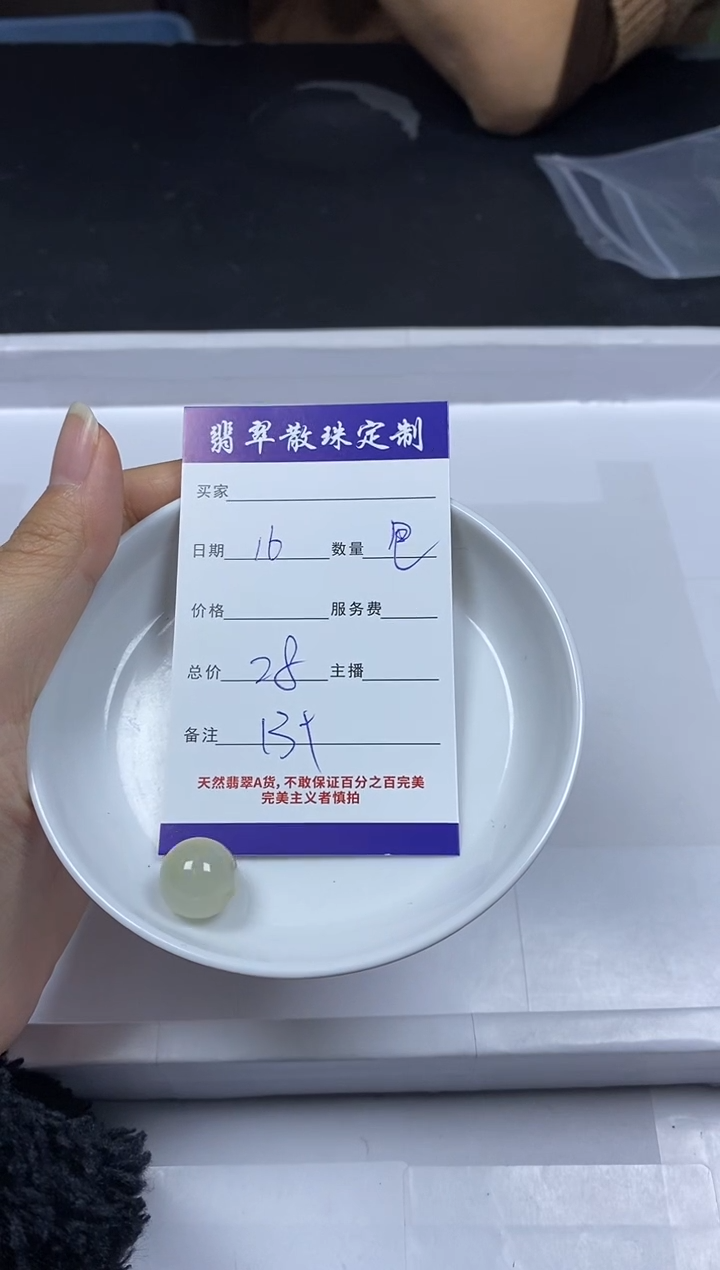 翡翠散珠定制
买家
日期 16 数量
价格 服务费
总价 28 主播
备注 13+
天然翡翠A货,不敢保证百分之百完美
完美主义者慎拍